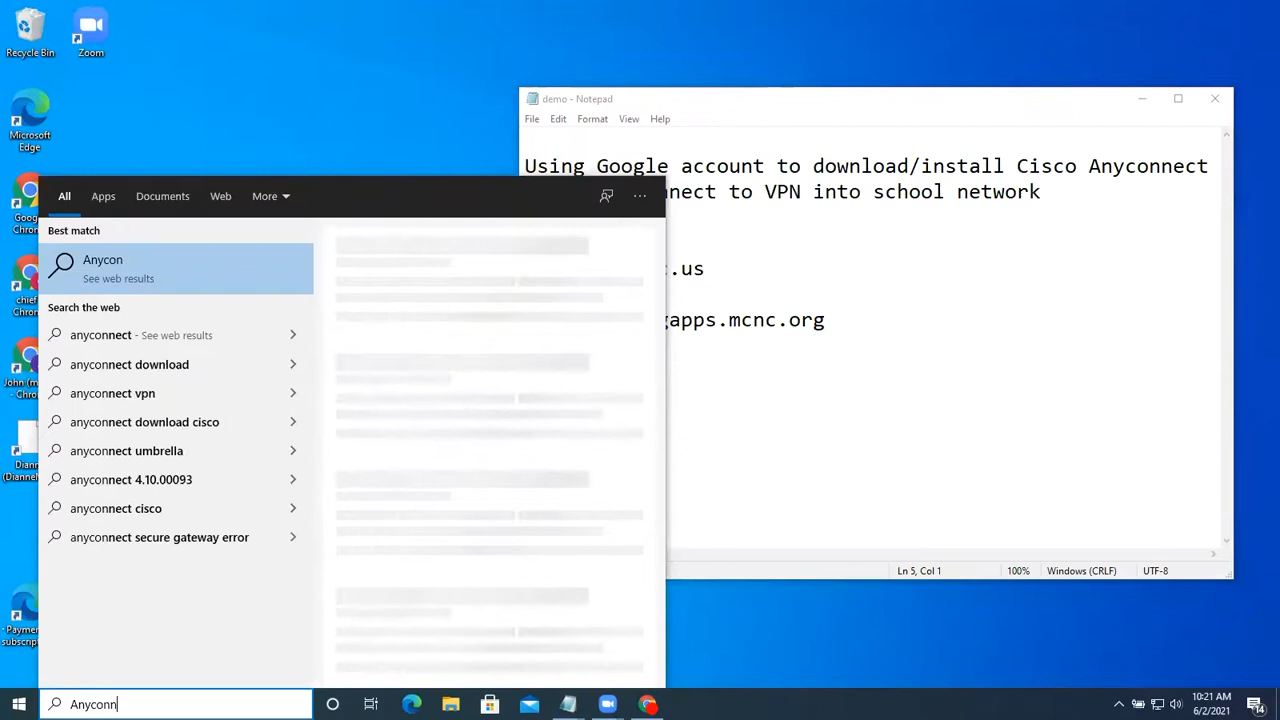 Recycle Bin
Zoom
Microsoft
Edge
demo - Notepad
File Edit Format View Help
Using Google account to download/install Cisco Anyconnect
nnect to VPN into school network
c.us
gapps.mcnc.org
Ln 5, Col 1 100% Windows (CRLF) UTF-8
All Apps Documents Web More
Best match
Anycon
See web results
Search the web
anyconnect - See web results
anyconnect download
anyconnect vpn
anyconnect download cisco
anyconnect umbrella
anyconnect 4.10.00093
anyconnect cisco
anyconnect secure gateway error
Anyconn
10:21 AM
6/2/2021
14